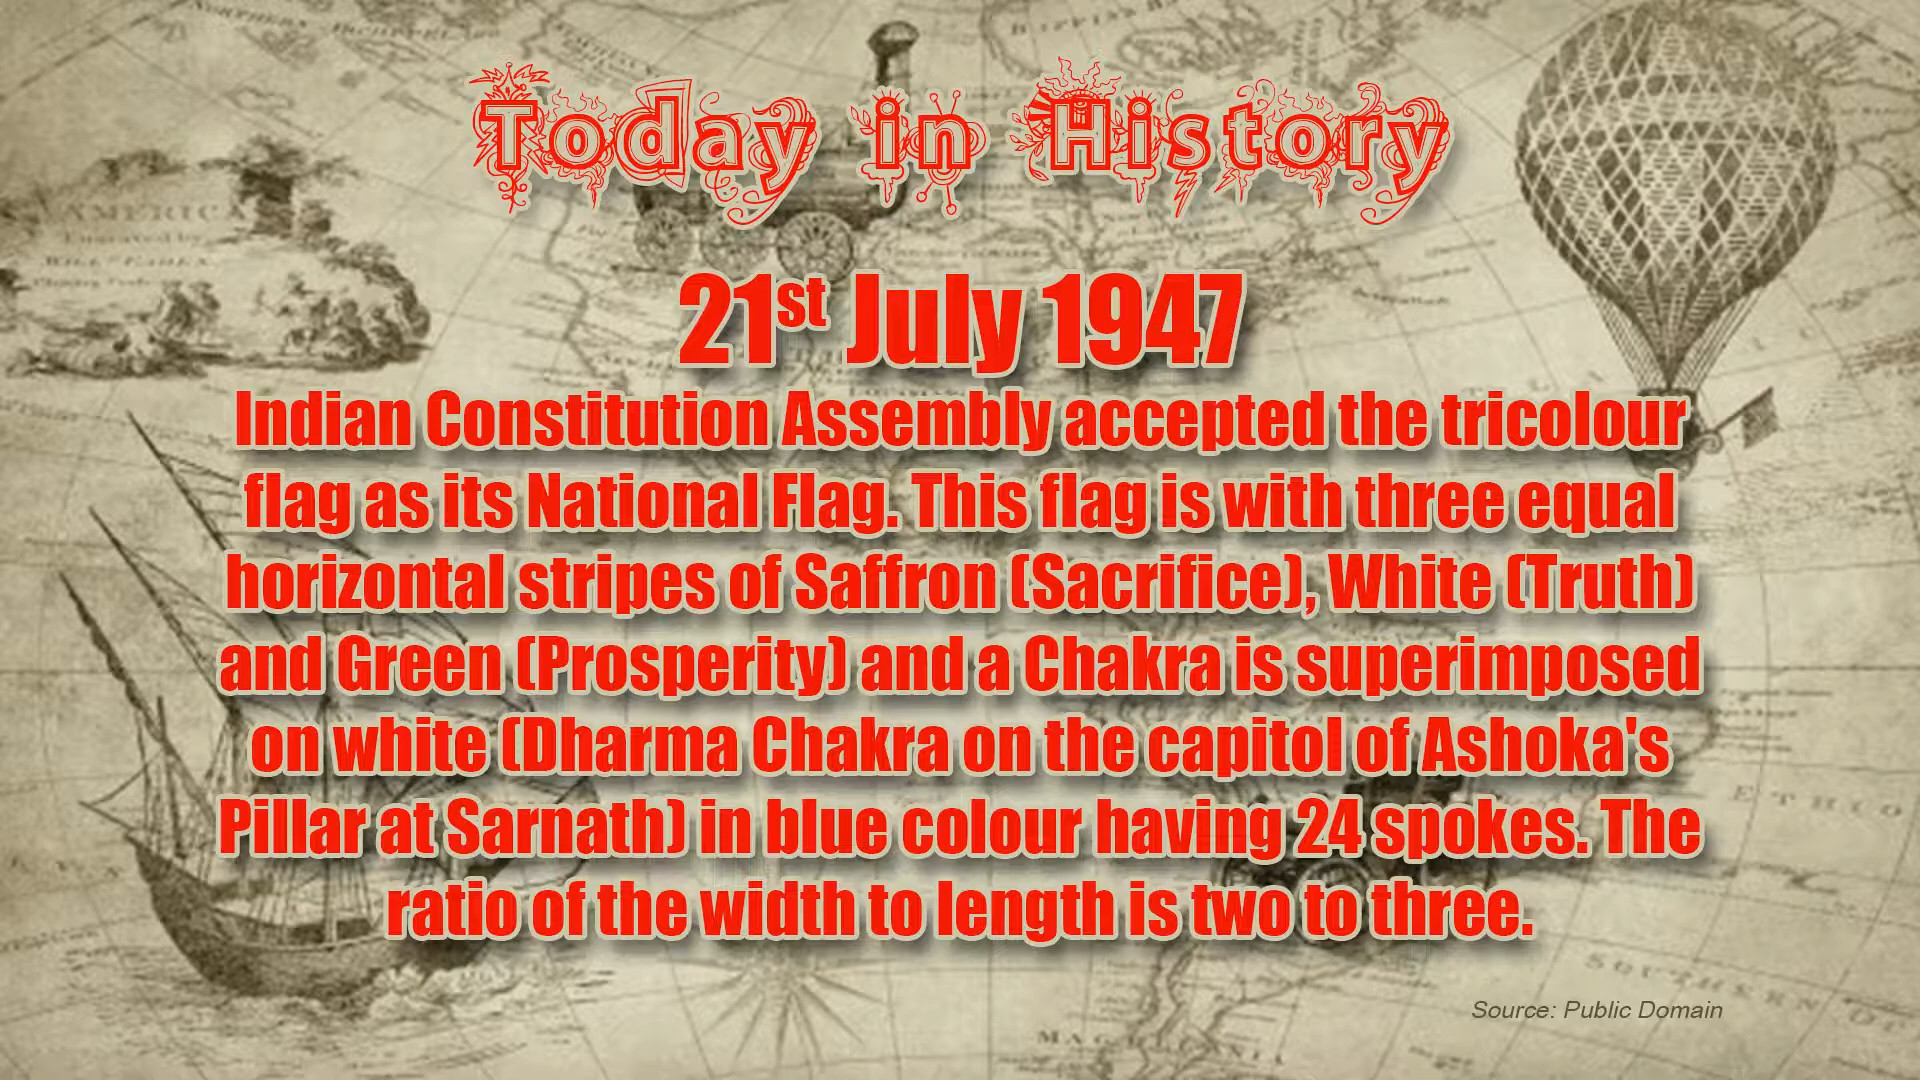 Today in History
21st July 1947
Indian Constitution Assembly accepted the tricolour
flag as its National Flag. This flag is with three equal
horizontal stripes of Saffron (Sacrifice), White (Truth)
and Green (Prosperity) and a Chakra is superimposed
on white (Dharma Chakra on the capitol of Ashoka's
Pillar at Sarnath) in blue colour having 24 spokes. The
ratio of the width to length is two to three.
Source: Public Domain